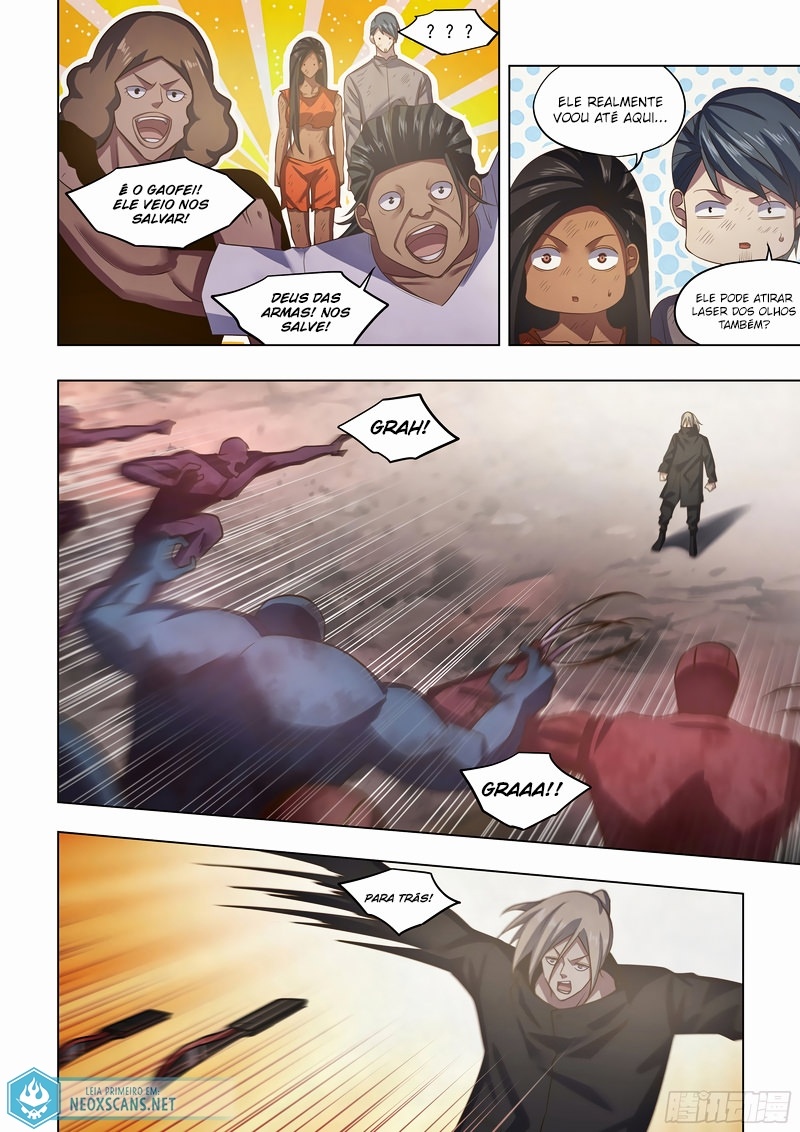 ? ? ?
É O GAOFEI!
ELE VEIO NOS
SALVAR!
DEUS DAS
ARMAS! NOS
SALVE!
ELE REALMENTE
VOOU ATÉ AQUI...
ELE PODE ATIRAR
LASER DOS OLHOS
TAMBÉM?
GRAH!
GRAAA!!
PARA TRÁS!
LEIA PRIMEIRO EM:
NEOXSCANS.NET
腾讯动漫